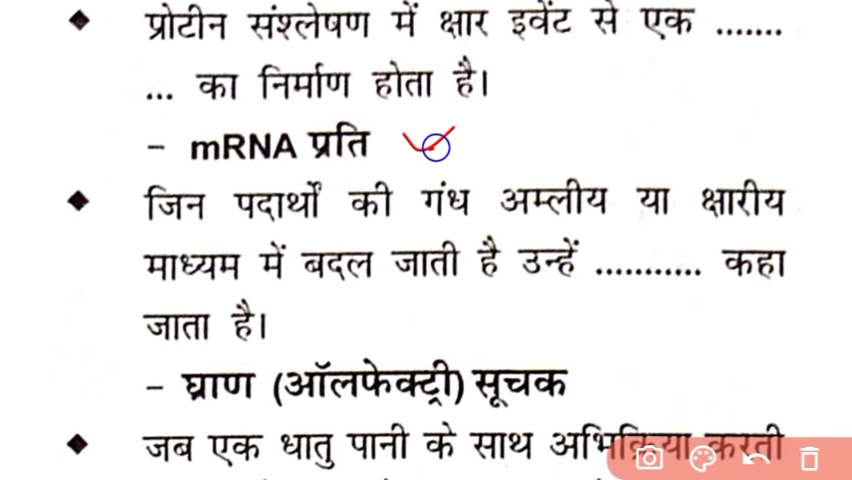 ◆ प्रोटीन संश्लेषण में क्षार इवेंट से एक .......
... का निर्माण होता है।
– mRNA प्रति
◆ जिन पदार्थों की गंध अम्लीय या क्षारीय
माध्यम में बदल जाती है उन्हें ........... कहा
जाता है।
– घ्राण (ऑलफेक्ट्री) सूचक
◆ जब एक धातु पानी के साथ अभिक्रिया करती